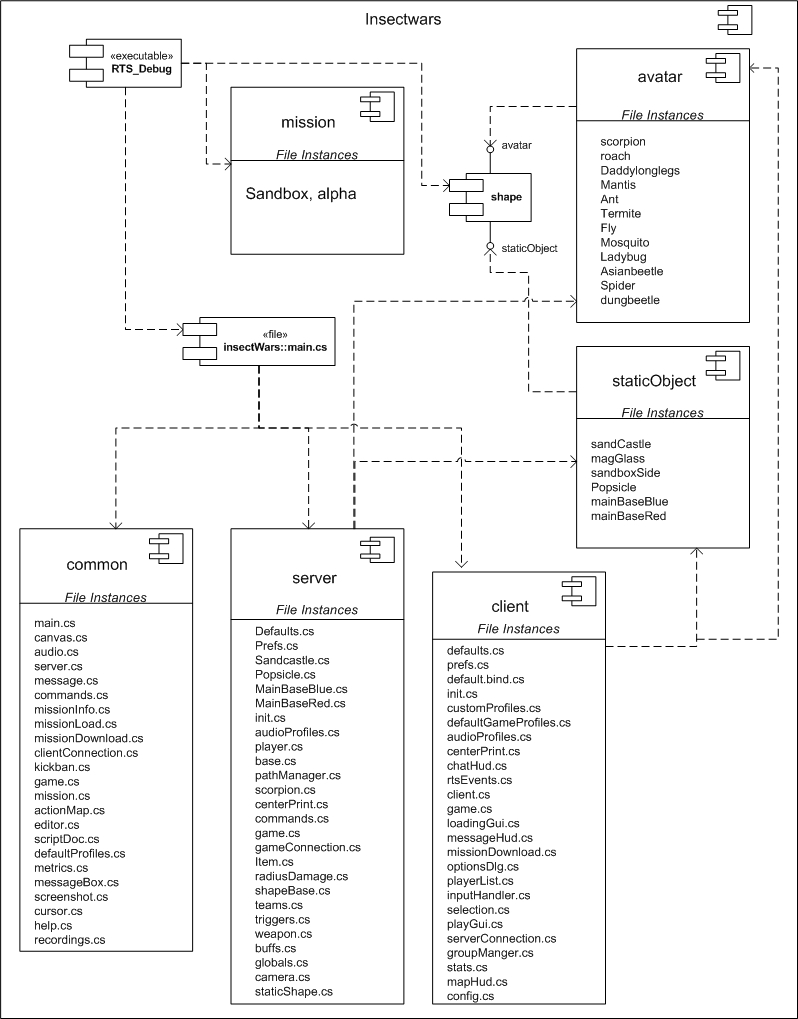 Insectwars
«executable»
RTS_Debug
mission
File Instances
Sandbox, alpha
avatar
shape
staticObject
avatar
File Instances
scorpion
roach
Daddylonglegs
Mantis
Ant
Termite
Fly
Mosquito
Ladybug
Asianbeetle
Spider
dungbeetle
«file»
insectWars::main.cs
staticObject
File Instances
sandCastle
magGlass
sandboxSide
Popsicle
mainBaseBlue
mainBaseRed
common
File Instances
main.cs
canvas.cs
audio.cs
server.cs
message.cs
commands.cs
missionInfo.cs
missionLoad.cs
missionDownload.cs
clientConnection.cs
kickban.cs
game.cs
mission.cs
actionMap.cs
editor.cs
scriptDoc.cs
defaultProfiles.cs
metrics.cs
messageBox.cs
screenshot.cs
cursor.cs
help.cs
recordings.cs
server
File Instances
Defaults.cs
Prefs.cs
Sandcastle.cs
Popsicle.cs
MainBaseBlue.cs
MainBaseRed.cs
init.cs
audioProfiles.cs
player.cs
base.cs
pathManager.cs
scorpion.cs
centerPrint.cs
commands.cs
game.cs
gameConnection.cs
Item.cs
radiusDamage.cs
shapeBase.cs
teams.cs
triggers.cs
weapon.cs
buffs.cs
globals.cs
camera.cs
staticShape.cs
client
File Instances
defaults.cs
prefs.cs
default.bind.cs
init.cs
customProfiles.cs
defaultGameProfiles.cs
audioProfiles.cs
centerPrint.cs
chatHud.cs
rtsEvents.cs
client.cs
game.cs
loadingGui.cs
messageHud.cs
missionDownload.cs
optionsDlg.cs
playerList.cs
inputHandler.cs
selection.cs
playGui.cs
serverConnection.cs
groupManger.cs
stats.cs
mapHud.cs
config.cs